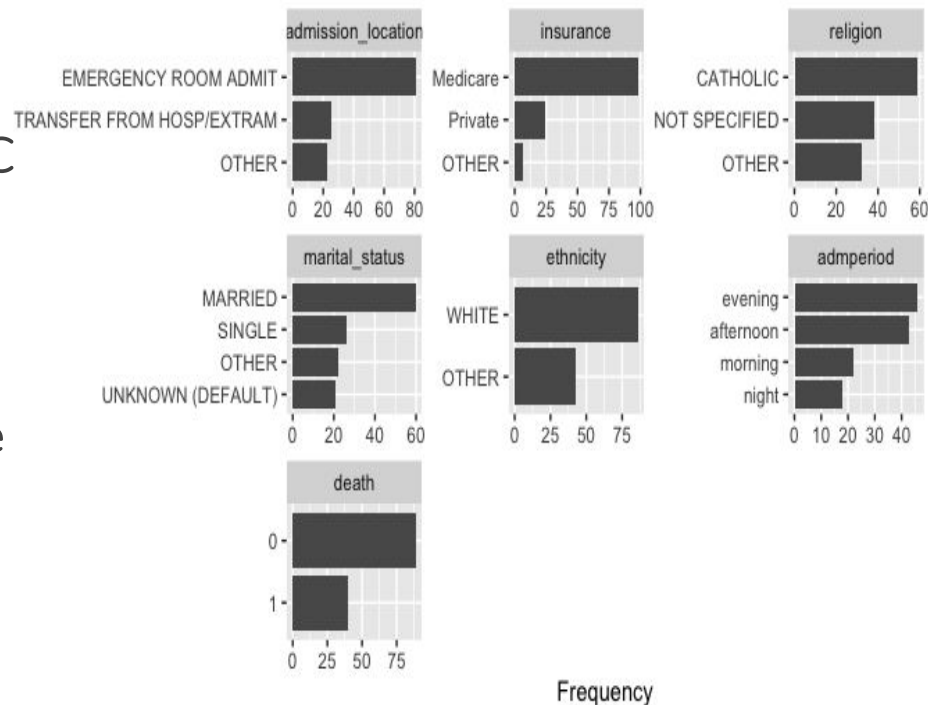 admission_location
EMERGENCY ROOM ADMIT
TRANSFER FROM HOSP/EXTRAM
OTHER
0 20 40 60 80
insurance
Medicare
Private
OTHER
0 25 50 75 100
religion
CATHOLIC
NOT SPECIFIED
OTHER
0 20 40 60
C
marital_status
MARRIED
SINGLE
OTHER
UNKNOWN (DEFAULT)
0 20 40 60
ethnicity
WHITE
OTHER
0 25 50 75
admperiod
evening
afternoon
morning
night
0 10 20 30 40
e
death
0
1
0 25 50 75
Frequency